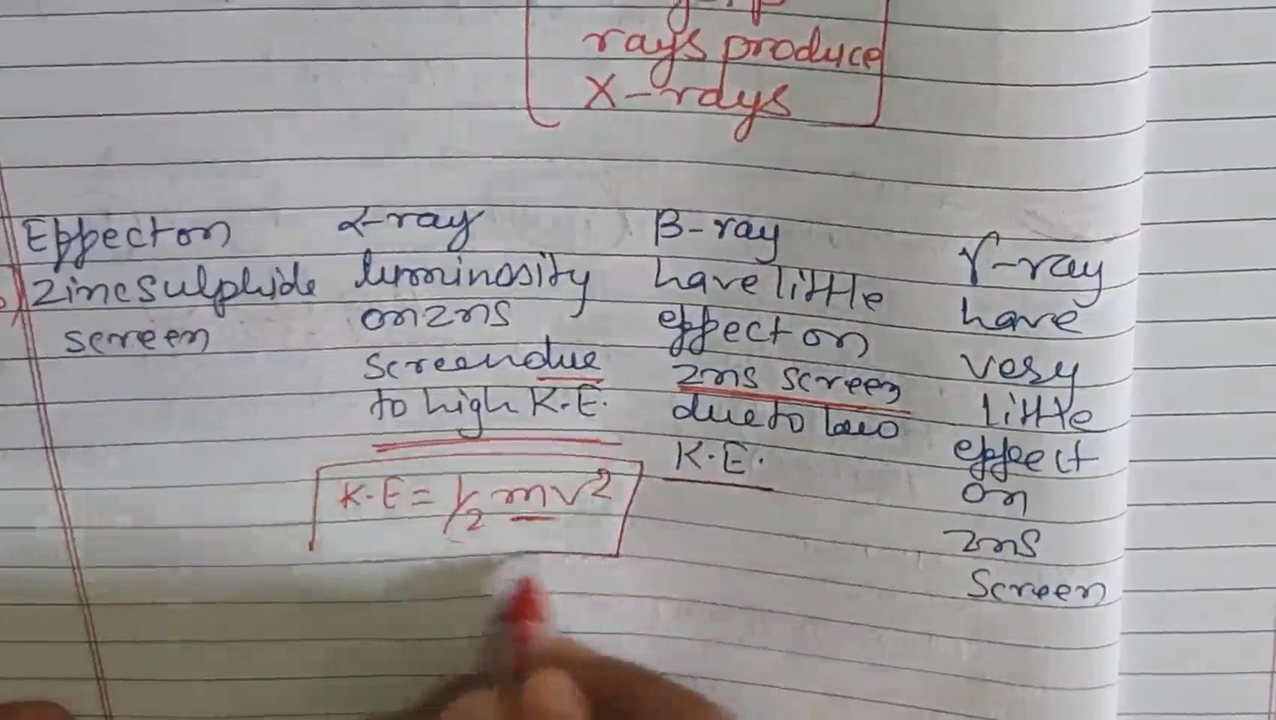 rays produce
X-rays
Effect on
Zinc sulphide
screen
α-ray
luminosity
on zns
screen due
to high K.E.
K.E = 1/2 mv2
β-ray
have little
effect on
zns screen
due to low
K.E.
γ-ray
have
very
little
effect
on
zns
Screen